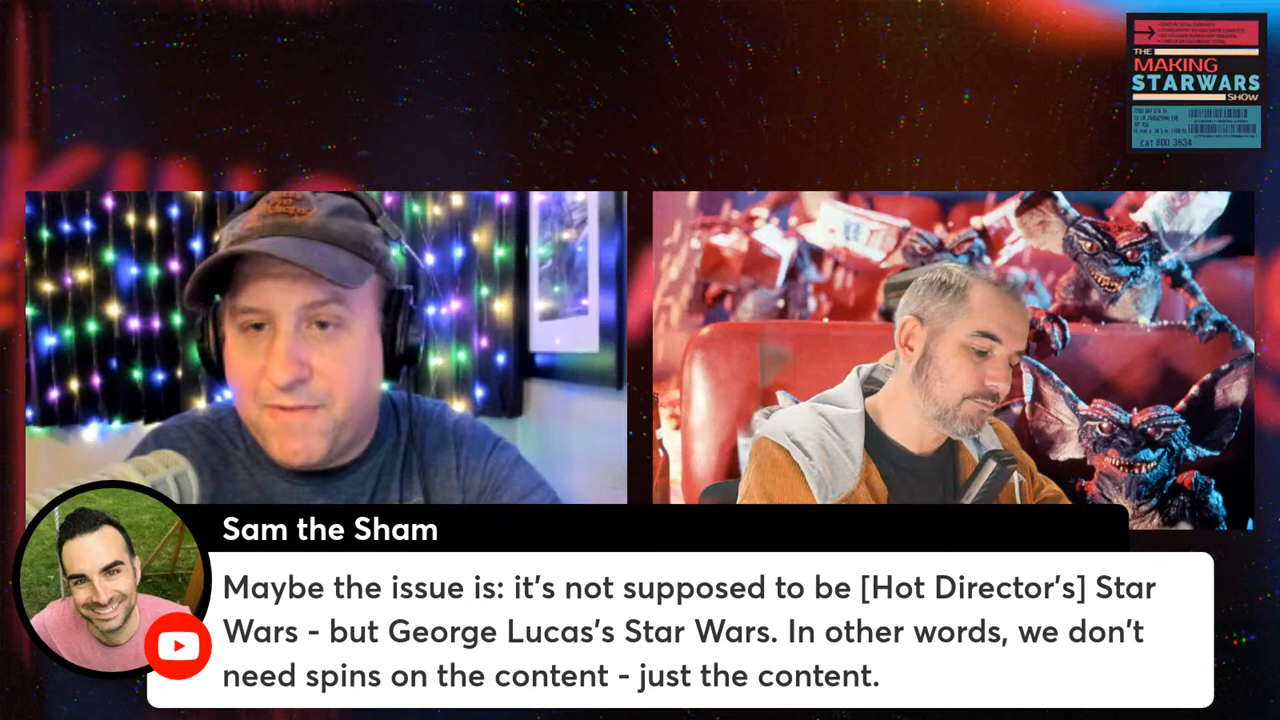 THE
MAKING
STARWARS
SHOW
CAT 800 3634
Sam the Sham
Maybe the issue is: it's not supposed to be [Hot Director's] Star
Wars - but George Lucas's Star Wars. In other words, we don't
need spins on the content - just the content.